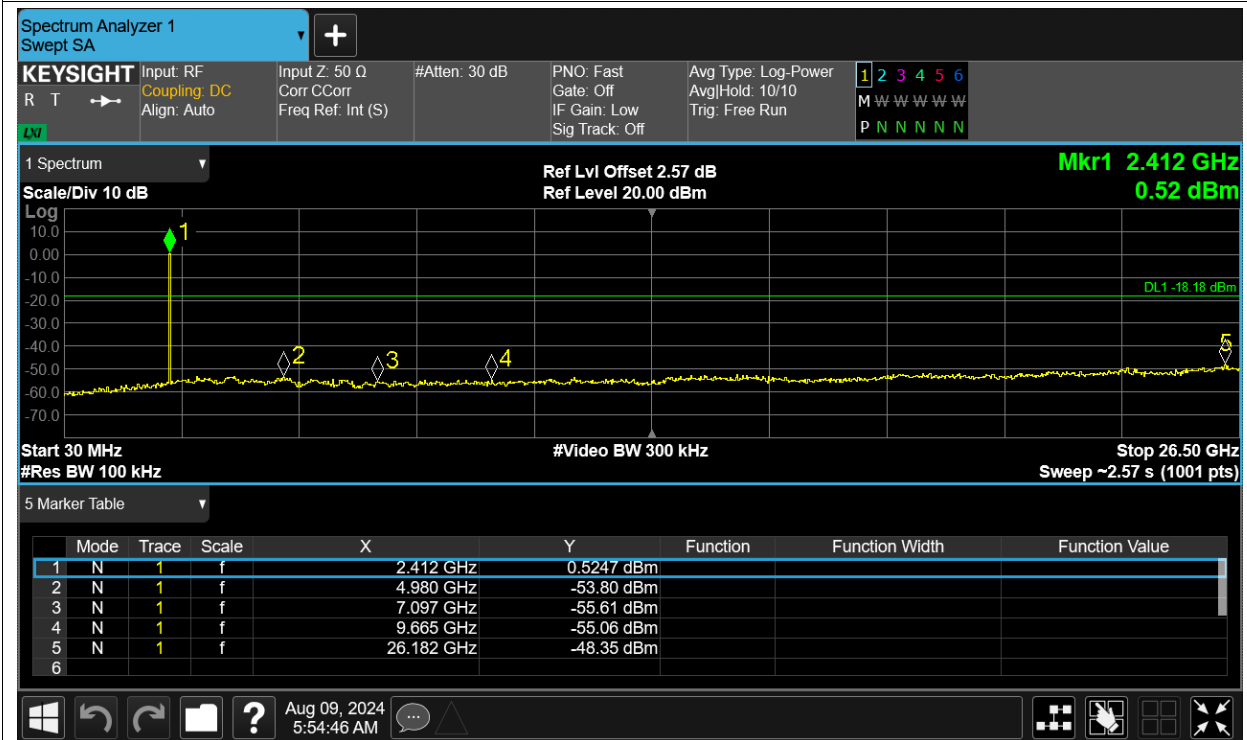 Spectrum Analyzer 1
Swept SA
KEYSIGHT
R T
LXI
Input: RF
Coupling: DC
Align: Auto
Input Z: 50 Ω
Corr CCorr
Freq Ref: Int (S)
#Atten: 30 dB
PNO: Fast
Gate: Off
IF Gain: Low
Sig Track: Off
Avg Type: Log-Power
Avg|Hold: 10/10
Trig: Free Run
1 2 3 4 5 6
M W W W W W
P N N N N N
1 Spectrum
Scale/Div 10 dB
Ref Lvl Offset 2.57 dB
Ref Level 20.00 dBm
Mkr1 2.412 GHz
0.52 dBm
Log
10.0
0.00
-10.0
-20.0
-30.0
-40.0
-50.0
-60.0
-70.0
1
2
3
4
5
DL1 -18.18 dBm
Start 30 MHz
#Res BW 100 kHz
#Video BW 300 kHz
Stop 26.50 GHz
Sweep ~2.57 s (1001 pts)
5 Marker Table
Mode Trace Scale X Y Function Function Width Function Value
1 N 1 f 2.412 GHz 0.5247 dBm
2 N 1 f 4.980 GHz -53.80 dBm
3 N 1 f 7.097 GHz -55.61 dBm
4 N 1 f 9.665 GHz -55.06 dBm
5 N 1 f 26.182 GHz -48.35 dBm
6
?
Aug 09, 2024
5:54:46 AM